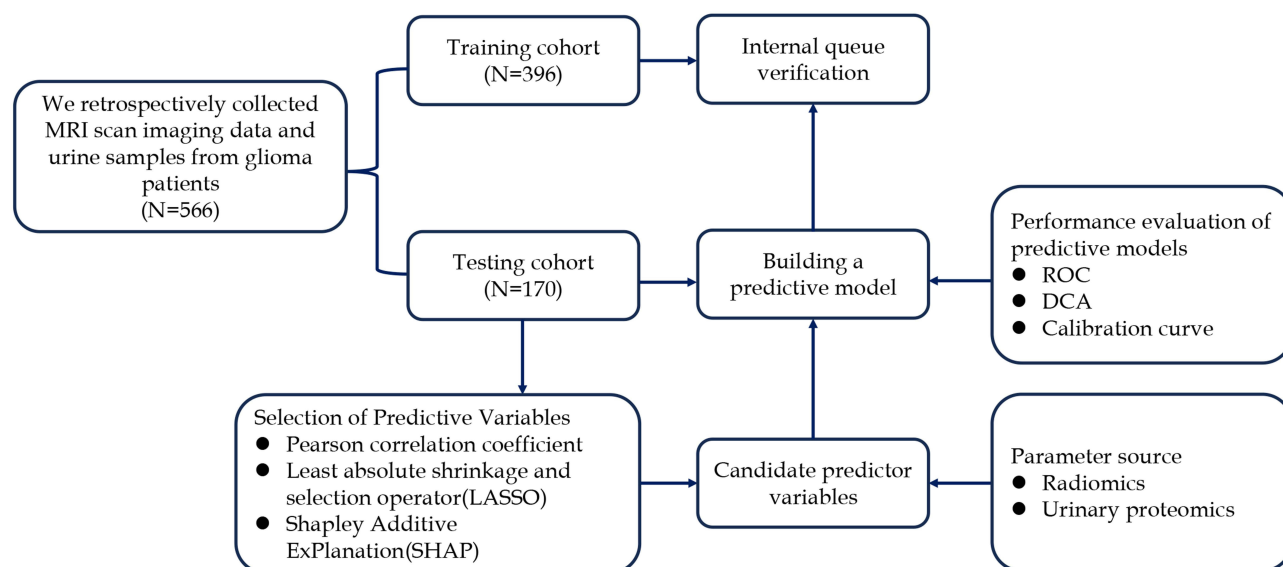 We retrospectively collected
MRI scan imaging data and
urine samples from glioma
patients
(N=566)
Training cohort
(N=396)
Internal queue
verification
Testing cohort
(N=170)
Building a
predictive model
Performance evaluation of
predictive models
● ROC
● DCA
● Calibration curve
Selection of Predictive Variables
● Pearson correlation coefficient
● Least absolute shrinkage and
selection operator(LASSO)
● Shapley Additive
ExPlanation(SHAP)
Candidate predictor
variables
Parameter source
● Radiomics
● Urinary proteomics